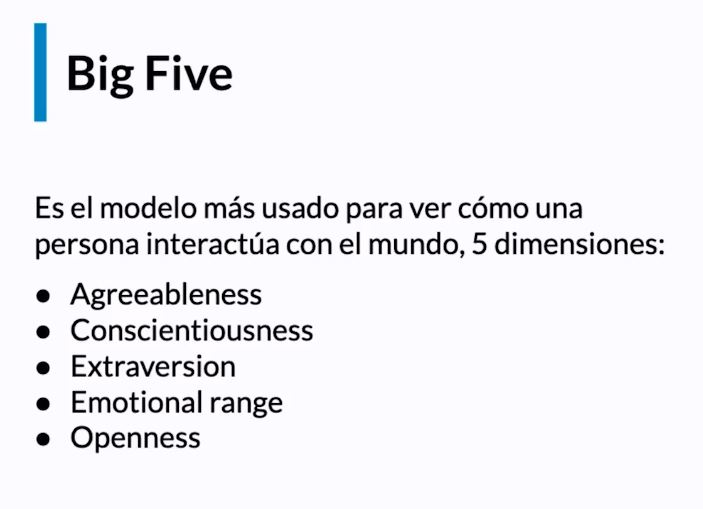 Big Five
Es el modelo más usado para ver cómo una
persona interactúa con el mundo, 5 dimensiones:
● Agreeableness
● Conscientiousness
● Extraversion
● Emotional range
● Openness